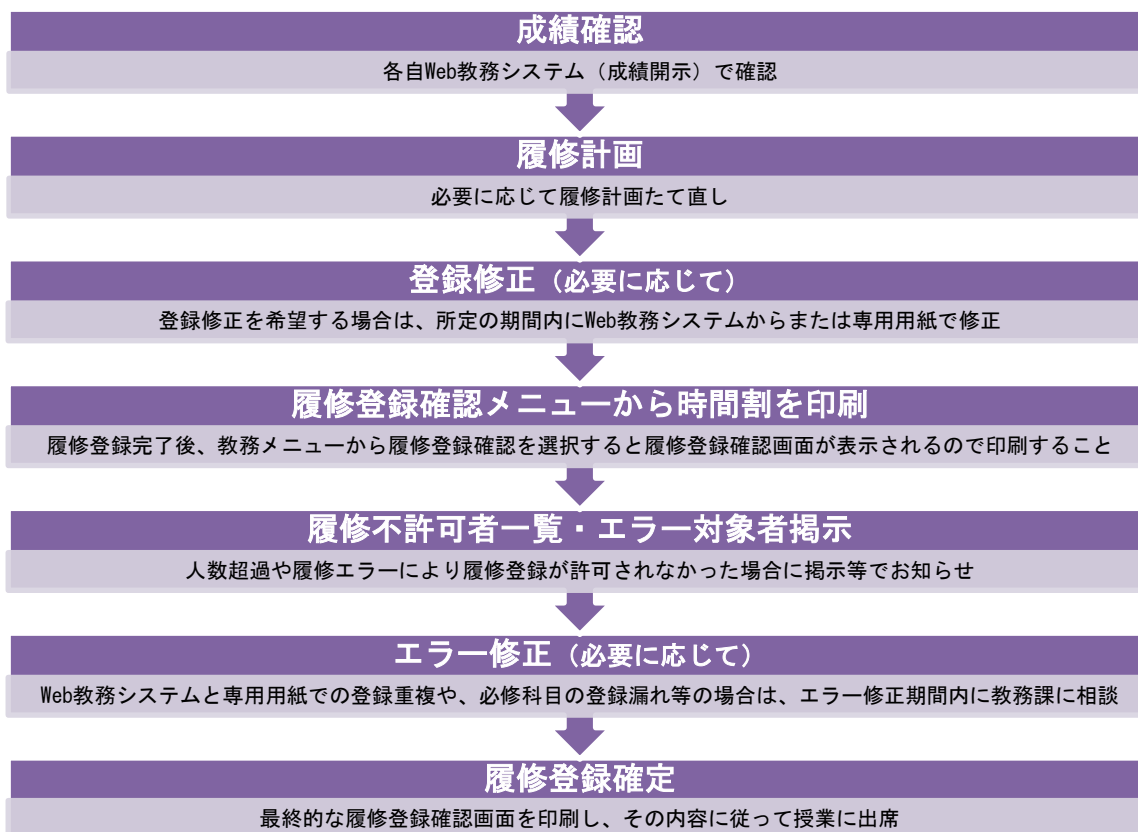 成績確認
各自Web教務システム（成績開示）で確認
履修計画
必要に応じて履修計画たて直し
登録修正（必要に応じて）
登録修正を希望する場合は、所定の期間内にWeb教務システムからまたは専用用紙で修正
履修登録確認メニューから時間割を印刷
履修登録完了後、教務メニューから履修登録確認を選択すると履修登録確認画面が表示されるので印刷すること
履修不許可者一覧・エラー対象者掲示
人数超過や履修エラーにより履修登録が許可されなかった場合に掲示等でお知らせ
エラー修正（必要に応じて）
Web教務システムと専用用紙での登録重複や、必修科目の登録漏れ等の場合は、エラー修正期間内に教務課に相談
履修登録確定
最終的な履修登録確認画面を印刷し、その内容に従って授業に出席